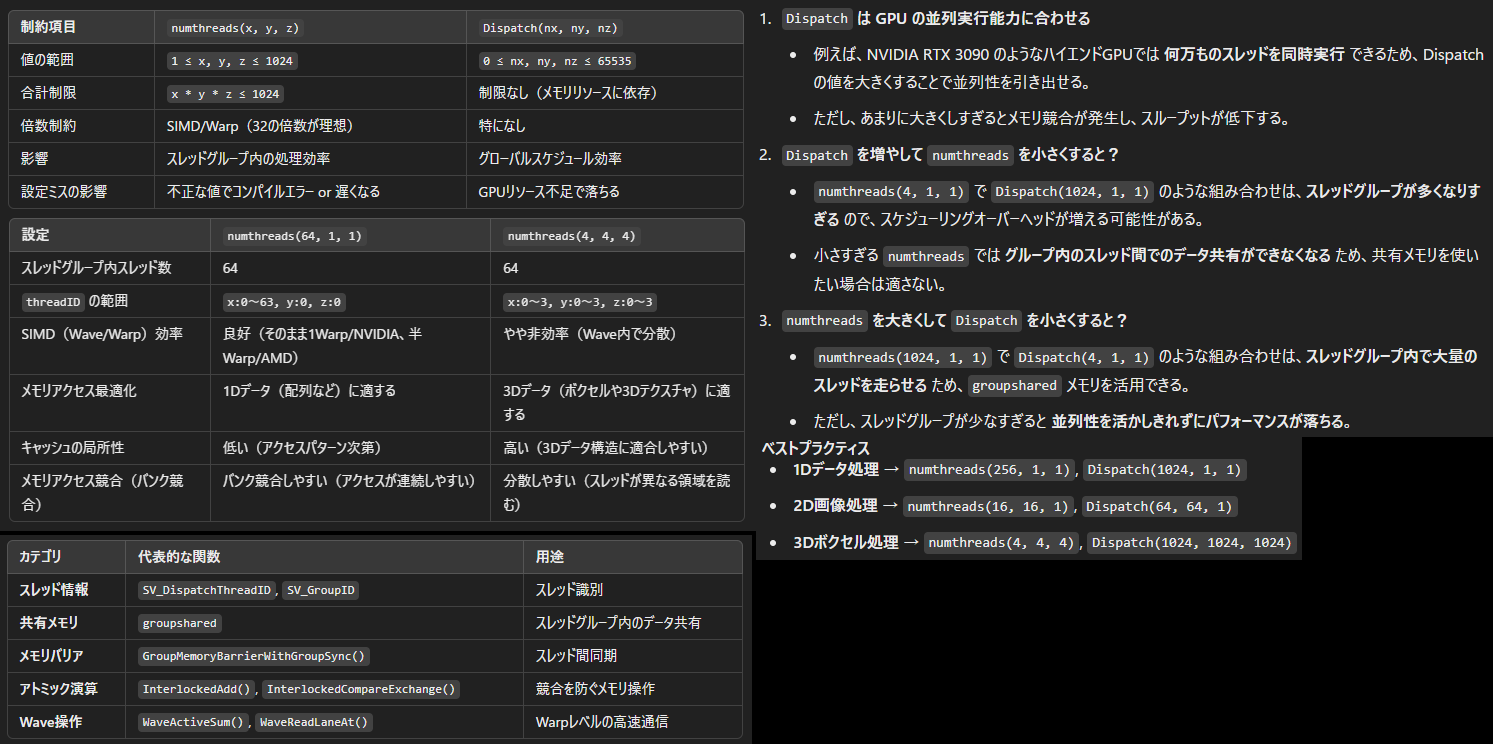 制約項目 numthreads(x, y, z) Dispatch(nx, ny, nz)
値の範囲 1 ≤ x, y, z ≤ 1024 0 ≤ nx, ny, nz ≤ 65535
合計制限 x * y * z ≤ 1024 制限なし（メモリリソースに依存）
倍数制約 SIMD/Warp（32の倍数が理想） 特になし
影響 スレッドグループ内の処理効率 グローバルスケジュール効率
設定ミスの影響 不正な値でコンパイルエラー or 遅くなる GPUリソース不足で落ちる
設定 numthreads(64, 1, 1) numthreads(4, 4, 4)
スレッドグループ内スレッド数 64 64
threadID の範囲 x:0～63, y:0, z:0 x:0～3, y:0～3, z:0～3
SIMD（Wave/Warp）効率 良好（そのまま1Warp/NVIDIA、半 やや非効率（Wave内で分散）
Warp/AMD）
メモリアクセス最適化 1Dデータ（配列など）に適する 3Dデータ（ボクセルや3Dテクスチャ）に適
する
キャッシュの局所性 低い（アクセスパターン次第） 高い（3Dデータ構造に適合しやすい）
メモリアクセス競合（バンク競 バンク競合しやすい（アクセスが連続しやすい） 分散しやすい（スレッドが異なる領域を読
合） む）
カテゴリ 代表的な関数 用途
スレッド情報 SV_DispatchThreadID, SV_GroupID スレッド識別
共有メモリ groupshared スレッドグループ内のデータ共有
メモリバリア GroupMemoryBarrierWithGroupSync() スレッド間同期
アトミック演算 InterlockedAdd(), InterlockedCompareExchange() 競合を防ぐメモリ操作
Wave操作 WaveActiveSum(), WaveReadLaneAt() Warpレベルの高速通信
1. Dispatch は GPU の並列実行能力に合わせる
• 例えば、NVIDIA RTX 3090 のようなハイエンドGPUでは 何万ものスレッドを同時実行 できるため、Dispatch
の値を大きくすることで並列性を引き出せる。
• ただし、あまりに大きくしすぎるとメモリ競合が発生し、スループットが低下する。
2. Dispatch を増やして numthreads を小さくすると？
• numthreads(4, 1, 1) で Dispatch(1024, 1, 1) のような組み合わせは、スレッドグループが多くなりす
ぎる ので、スケジューリングオーバーヘッドが増える可能性がある。
• 小さすぎる numthreads では グループ内のスレッド間でのデータ共有ができなくなる ため、共有メモリを使い
たい場合は適さない。
3. numthreads を大きくして Dispatch を小さくすると？
• numthreads(1024, 1, 1) で Dispatch(4, 1, 1) のような組み合わせは、スレッドグループ内で大量の
スレッドを走らせる ため、groupshared メモリを活用できる。
• ただし、スレッドグループが少なすぎると 並列性を活かしきれずにパフォーマンスが落ちる。
ベストプラクティス
• 1Dデータ処理 → numthreads(256, 1, 1), Dispatch(1024, 1, 1)
• 2D画像処理 → numthreads(16, 16, 1), Dispatch(64, 64, 1)
• 3Dボクセル処理 → numthreads(4, 4, 4), Dispatch(1024, 1024, 1024)